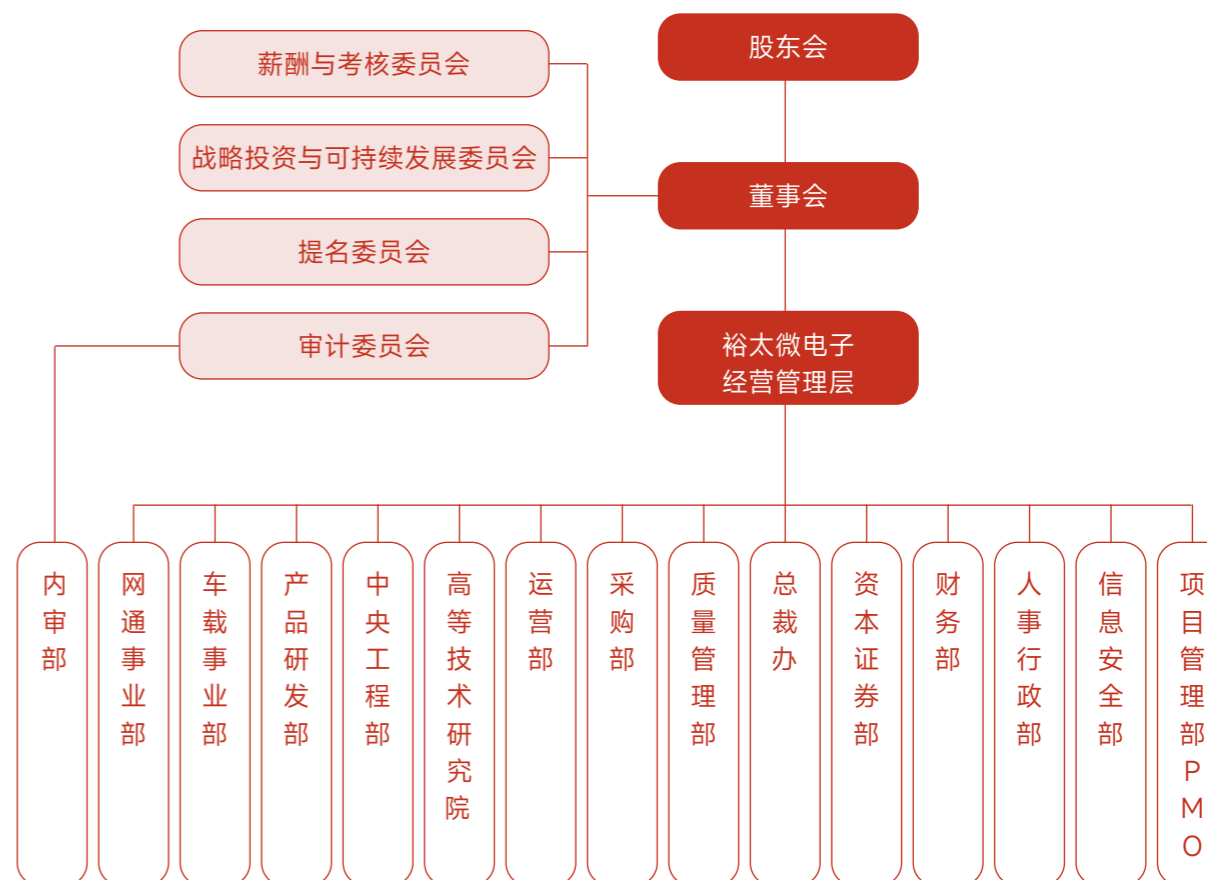 股东会
薪酬与考核委员会
战略投资与可持续发展委员会
董事会
提名委员会
审计委员会
裕太微电子
经营管理层
内审部
网通事业部
车载事业部
产品研发部
中央工程部
高等技术研究院
运营部
采购部
质量管理部
总裁办
资本证券部
财务部
人事行政部
信息安全部
项目管理部PMO